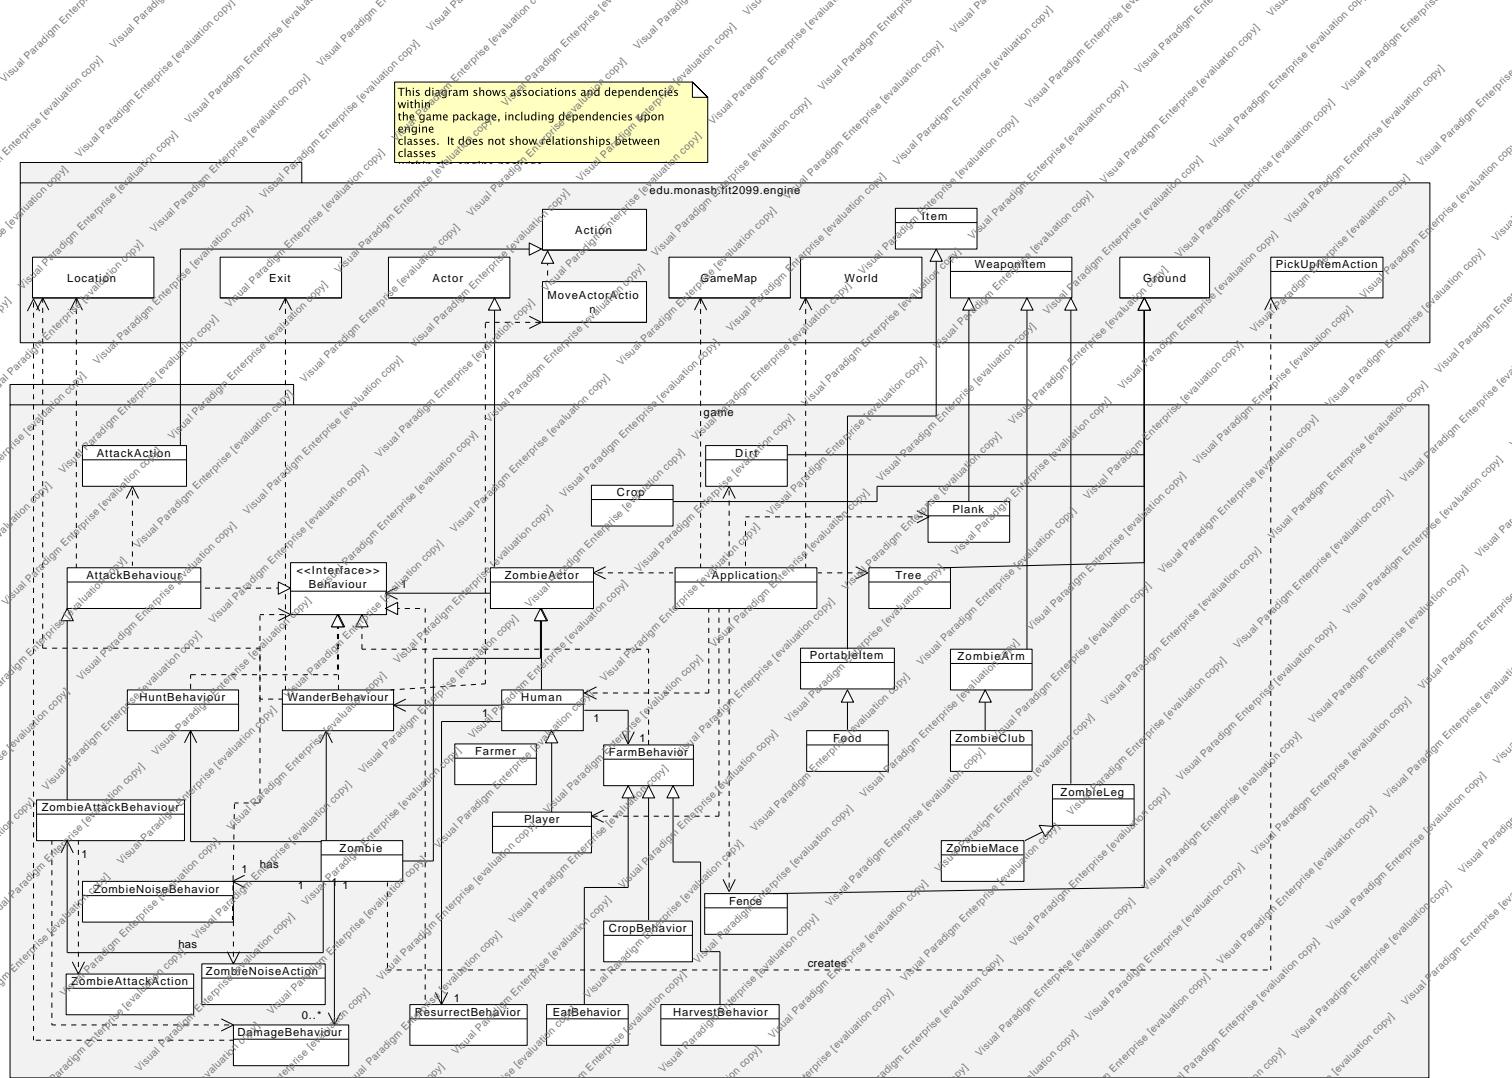 This diagram shows associations and dependencies
within
the game package, including dependencies upon
engine
classes. It does not show relationships between
classes
edu.monash.fit2099.engine
Action
Item
Location
Exit
Actor
GameMap
World
WeaponItem
Ground
PickUpItemAction
MoveActorActio
n
game
AttackAction
Dirt
Crop
Plank
AttackBehaviour
<<Interface>>
Behaviour
1
ZombieActor
Application
Tree
PortableItem
ZombieArm
HuntBehaviour
WanderBehaviour
Human
1
1
1
Farmer
FarmBehavior
Food
ZombieClub
ZombieLeg
ZombieAttackBehaviour
Player
Zombie
ZombieMace
1
has
1
1
1
1
ZombieNoiseBehavior
Fence
CropBehavior
has
creates
ZombieNoiseAction
ZombieAttackAction
1
0..*
ResurrectBehavior
EatBehavior
HarvestBehavior
DamageBehaviour
Visual Paradigm Enterprise [evaluation copy]